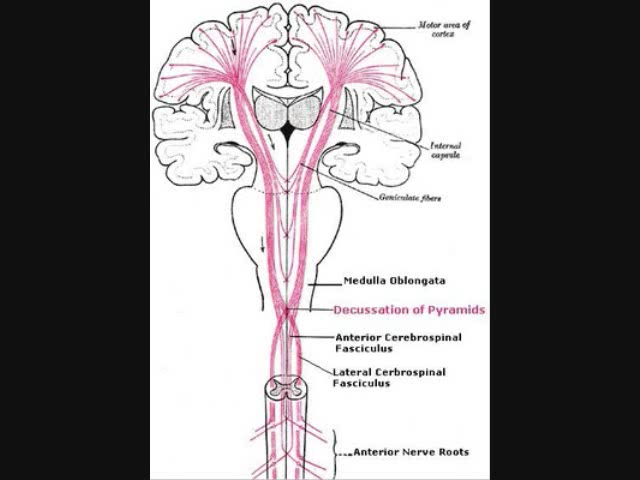 Motor area of
cortex
Internal
capsule
Geniculate fibers
Medulla Oblongata
Decussation of Pyramids
Anterior Cerebrospinal
Fasciculus
Lateral Cerbrospinal
Fasciculus
Anterior Nerve Roots